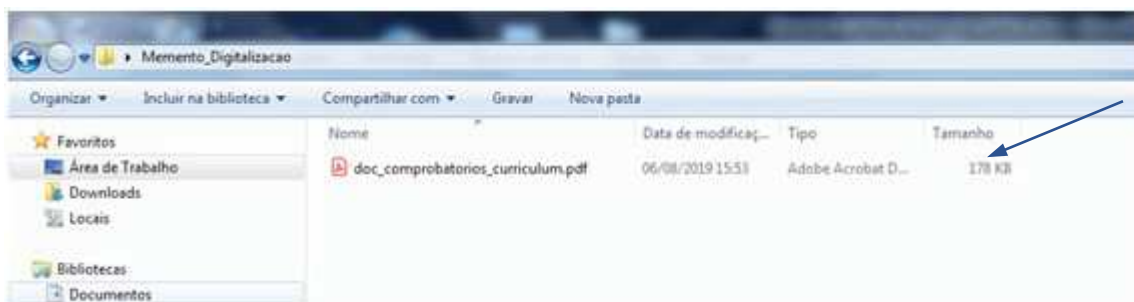 Memento_Digitalizacao
Organizar Incluir na biblioteca Compartilhar com Gravar Nova pasta
Favoritos
Área de Trabalho
Downloads
Locais
Bibliotecas
Documentos
Nome Data de modificaç... Tipo Tamanho
doc_comprobatorios_curriculum.pdf 06/08/2019 15:53 Adobe Acrobat D... 178 KB